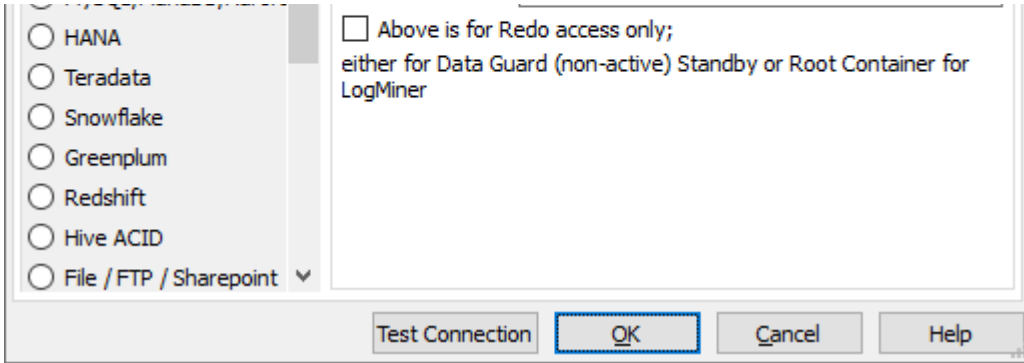 HANA
Teradata
Snowflake
Greenplum
Redshift
Hive ACID
File / FTP / Sharepoint
Above is for Redo access only;
either for Data Guard (non-active) Standby or Root Container for
LogMiner
Test Connection
OK
Cancel
Help